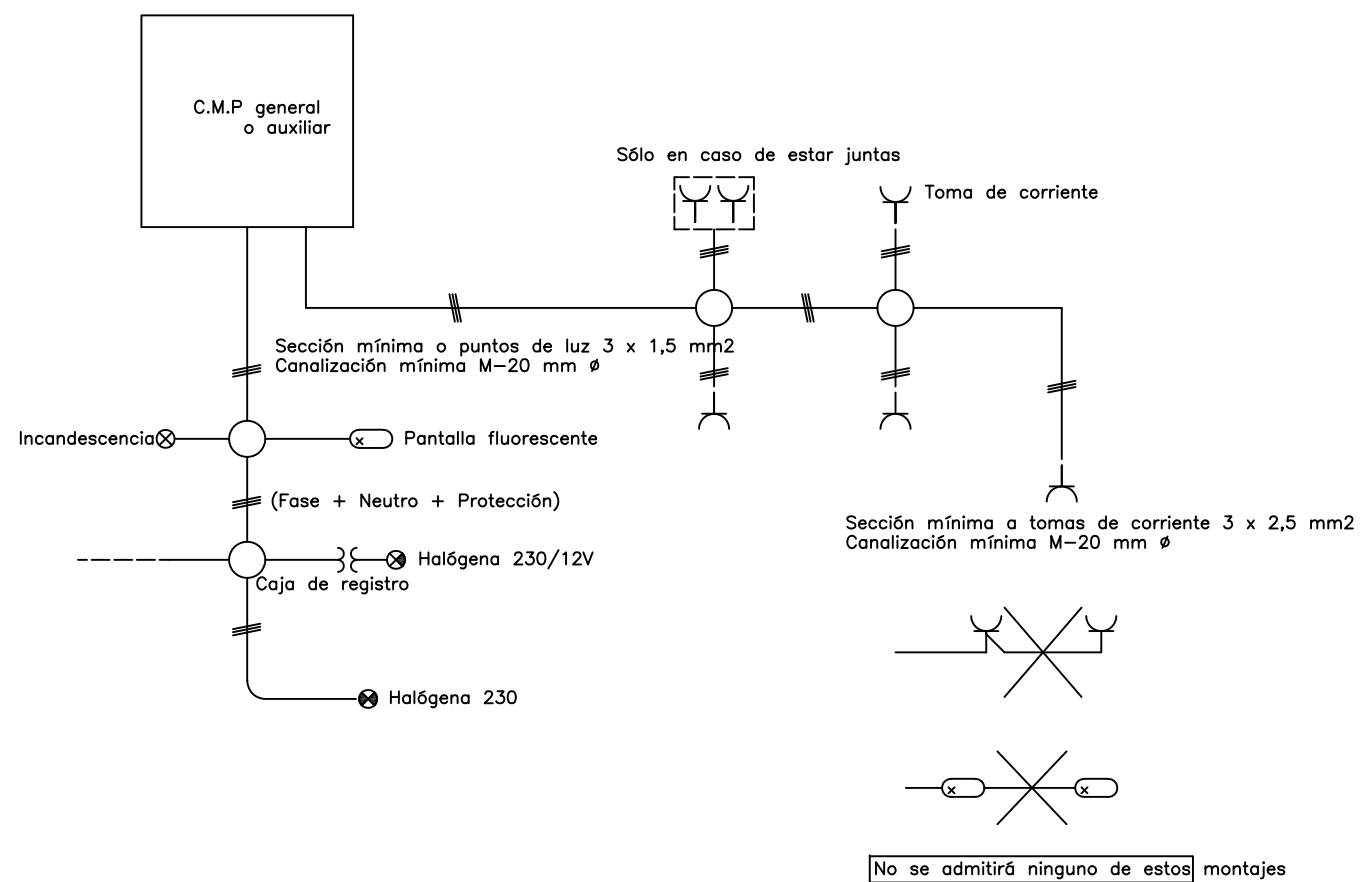 C.M.P general
o auxiliar
Sólo en caso de estar juntas
Toma de corriente
Sección mínima o puntos de luz 3 x 1,5 mm2
Canalización mínima M-20 mm ø
Incandescencia
Pantalla fluorescente
(Fase + Neutro + Protección)
Sección mínima a tomas de corriente 3 x 2,5 mm2
Canalización mínima M-20 mm ø
Halógena 230/12V
Caja de registro
Halógena 230
No se admitirá ninguno de estos montajes